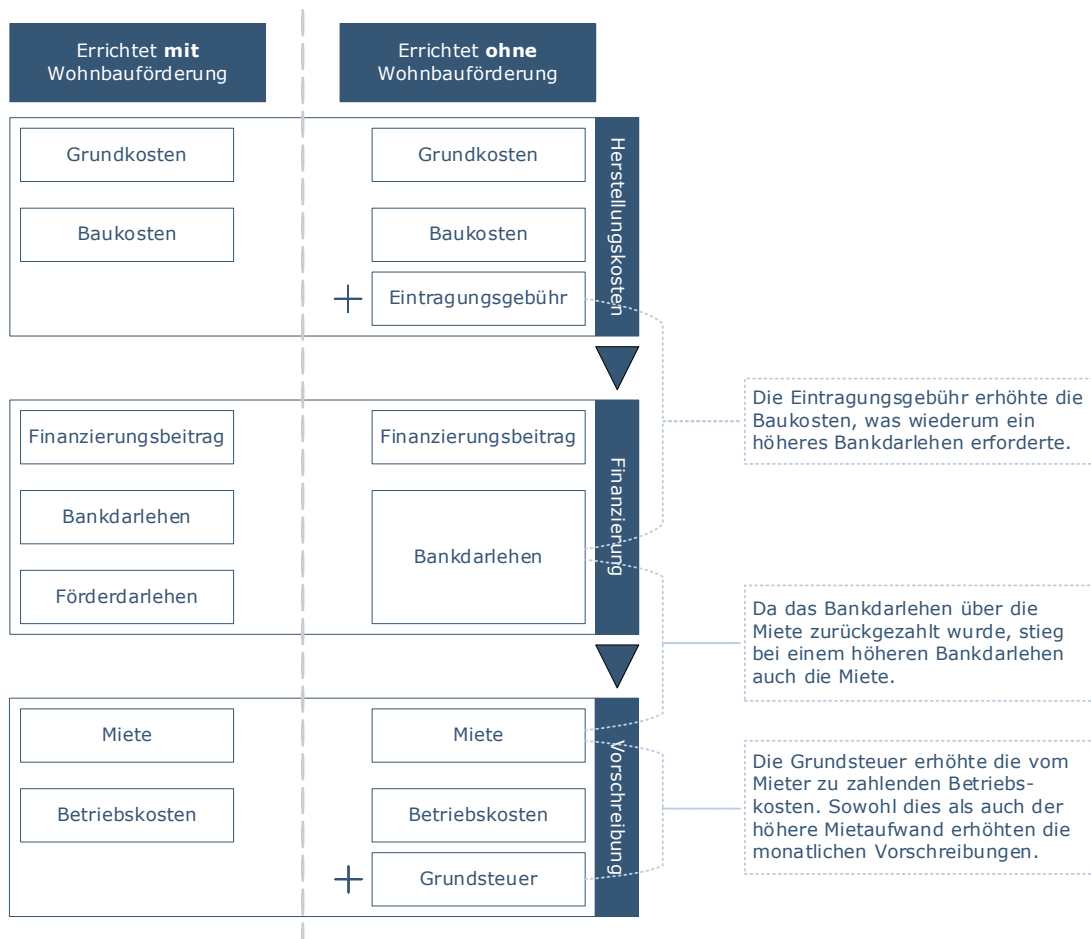 Errichtet mit
Wohnbauförderung
Errichtet ohne
Wohnbauförderung
Herstellungskosten
Grundkosten
Grundkosten
Baukosten
Baukosten
+
Eintragungsgebühr
Die Eintragungsgebühr erhöhte die
Baukosten, was wiederum ein
höheres Bankdarlehen erforderte.
Finanzierung
Finanzierungsbeitrag
Finanzierungsbeitrag
Bankdarlehen
Bankdarlehen
Förderdarlehen
Da das Bankdarlehen über die
Miete zurückgezahlt wurde, stieg
bei einem höheren Bankdarlehen
auch die Miete.
Vorschreibung
Miete
Miete
Betriebskosten
Betriebskosten
+
Grundsteuer
Die Grundsteuer erhöhte die vom
Mieter zu zahlenden Betriebs-
kosten. Sowohl dies als auch der
höhere Mietaufwand erhöhten die
monatlichen Vorschreibungen.